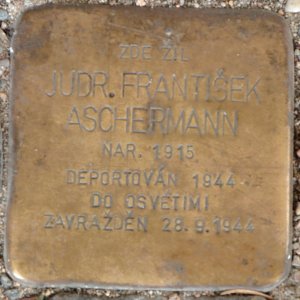 ZDE ŽIL
JUDR. FRANTIŠEK
ASCHERMANN
NAR. 1915
DEPORTOVÁN 1944
DO OSVĚTIMI
ZAVRAŽDĚN 28.9.1944